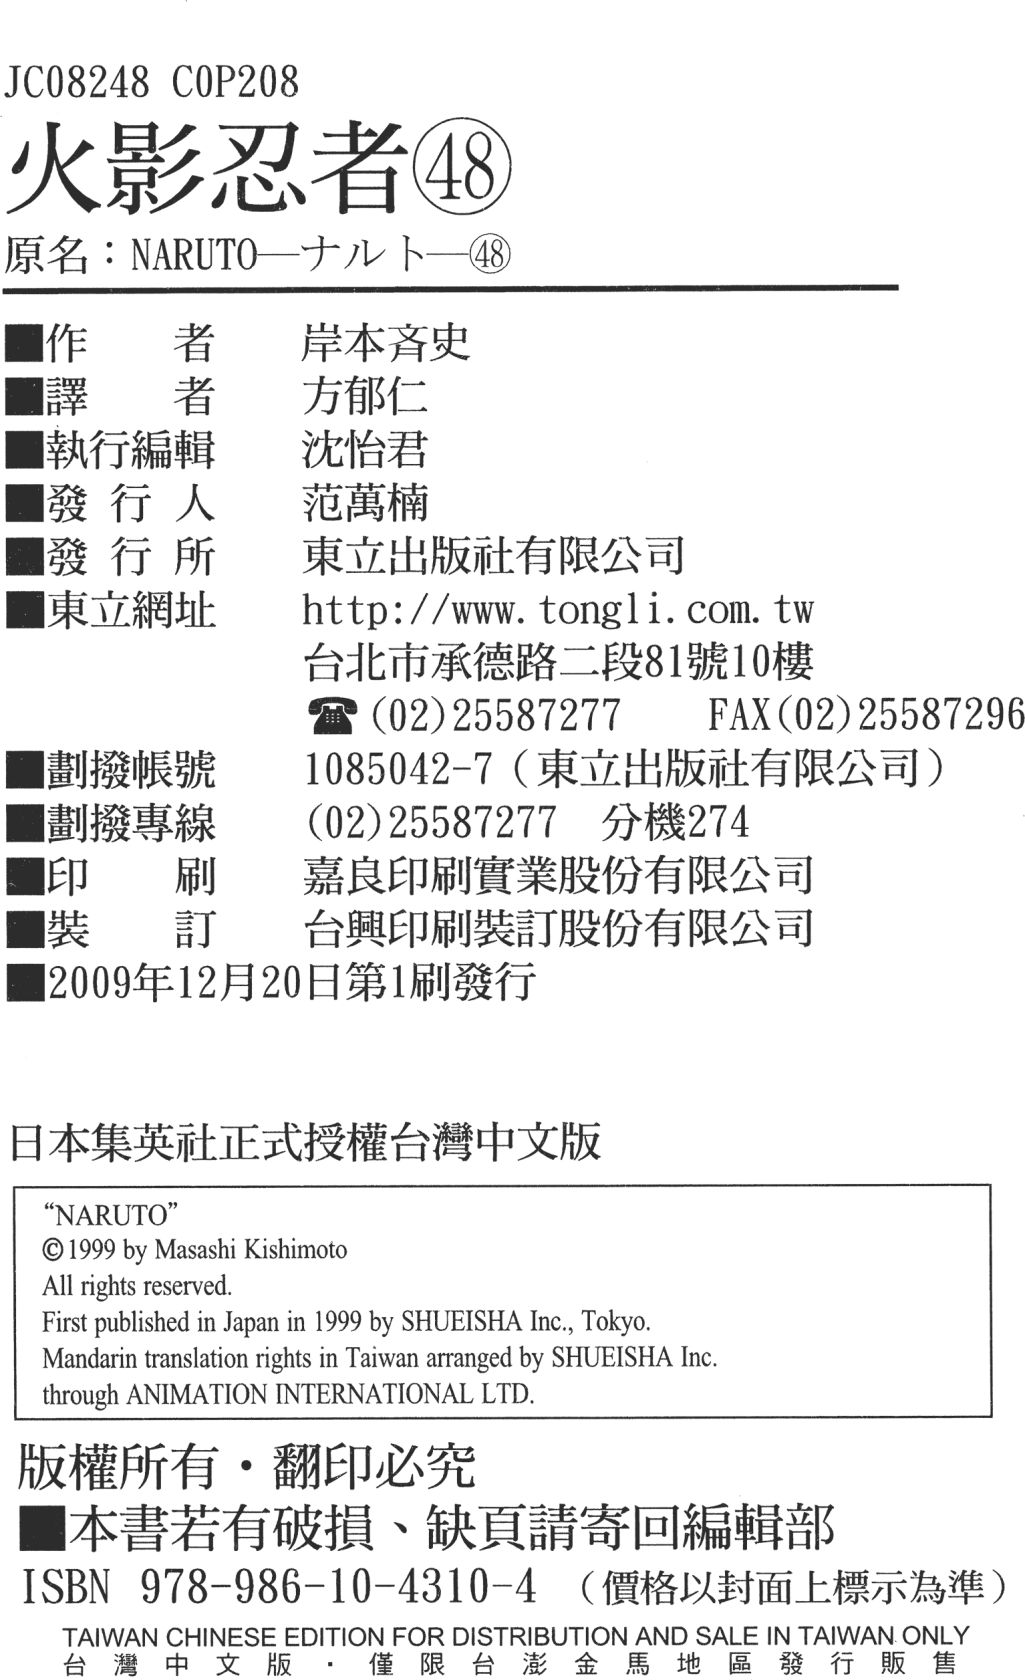 JC08248 C0P208
火影忍者㊽
原名：NARUTO—ナルト—㊽
■作者 岸本斉史
■譯者 方郁仁
■執行編輯 沈怡君
■發行人 范萬楠
■發行所 東立出版社有限公司
■東立網址 http://www.tongli.com.tw
台北市承德路二段81號10樓
☎(02)25587277 FAX(02)25587296
■劃撥帳號 1085042-7（東立出版社有限公司）
■劃撥專線 (02)25587277 分機274
■印刷 嘉良印刷實業股份有限公司
■裝訂 台興印刷裝訂股份有限公司
■2009年12月20日第1刷發行
日本集英社正式授權台灣中文版
“NARUTO”
©1999 by Masashi Kishimoto
All rights reserved.
First published in Japan in 1999 by SHUEISHA Inc., Tokyo.
Mandarin translation rights in Taiwan arranged by SHUEISHA Inc.
through ANIMATION INTERNATIONAL LTD.
版權所有・翻印必究
■本書若有破損、缺頁請寄回編輯部
ISBN 978-986-10-4310-4 （價格以封面上標示為準）
TAIWAN CHINESE EDITION FOR DISTRIBUTION AND SALE IN TAIWAN ONLY
台灣中文版・僅限台澎金馬地區發行販售